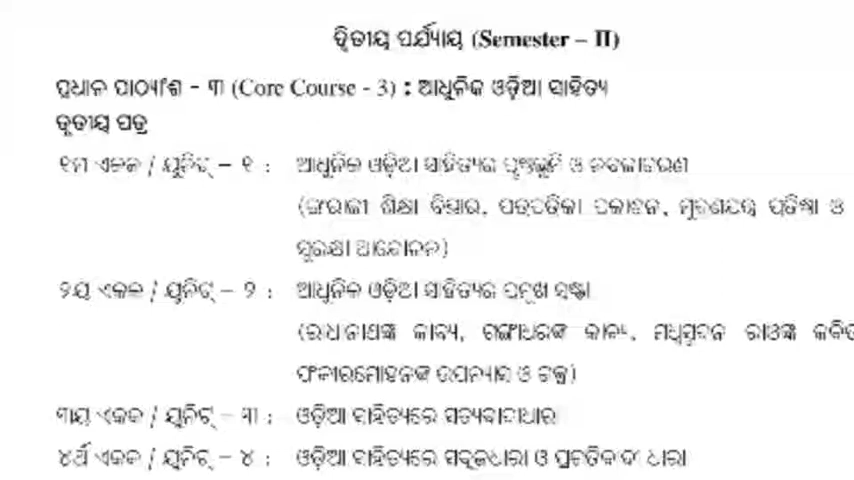 ଦ୍ୱିତୀୟ ପର୍ଯ୍ୟାୟ (Semester – II)
ପ୍ରଧାନ ପାଠ୍ୟାଂଶ - ୩ (Core Course - 3) : ଆଧୁନିକ ଓଡ଼ିଆ ସାହିତ୍ୟ
ତୃତୀୟ ପତ୍ର
୧ମ ଏକକ / ୟୁନିଟ୍ – ୧ : ଆଧୁନିକ ଓଡ଼ିଆ ସାହିତ୍ୟର ପୃଷ୍ଠଭୂମି ଓ ନବଜାଗରଣ
(ଇଂରାଜୀ ଶିକ୍ଷା ବିସ୍ତାର, ପତ୍ରପତ୍ରିକା ପ୍ରକାଶନ, ମୁଦ୍ରଣଯନ୍ତ୍ର ପ୍ରତିଷ୍ଠା ଓ
ସୁରକ୍ଷା ଆନ୍ଦୋଳନ)
୨ୟ ଏକକ / ୟୁନିଟ୍ – ୨ : ଆଧୁନିକ ଓଡ଼ିଆ ସାହିତ୍ୟର ପ୍ରମୁଖ ସ୍ରଷ୍ଟା
(ରାଧାନାଥଙ୍କ କାବ୍ୟ, ଗଙ୍ଗାଧରଙ୍କ କାବ୍ୟ, ମଧୁସୂଦନ ରାଓଙ୍କ
ଫକୀରମୋହନଙ୍କ ଉପନ୍ୟାସ ଓ ଗଳ୍ପ)
୩ୟ ଏକକ / ୟୁନିଟ୍ – ୩ : ଓଡ଼ିଆ ସାହିତ୍ୟରେ ସତ୍ୟବାଦୀଧାରା
୪ର୍ଥ ଏକକ / ୟୁନିଟ୍ – ୪ : ଓଡ଼ିଆ ସାହିତ୍ୟରେ ସବୁଜଧାରା ଓ ପ୍ରଗତିବାଦୀ ଧାରା